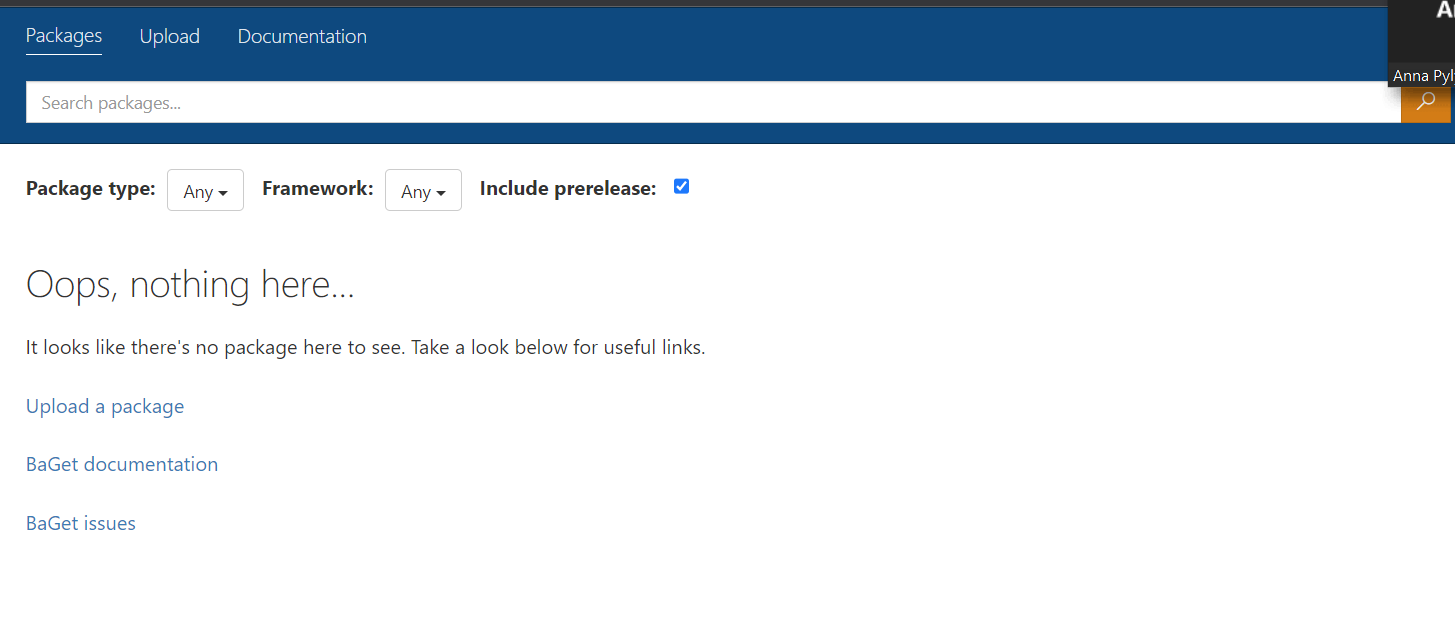 Packages Upload Documentation
Anna
Search packages...
Package type: Any Framework: Any Include prerelease:
Oops, nothing here...
It looks like there's no package here to see. Take a look below for useful links.
Upload a package
BaGet documentation
BaGet issues